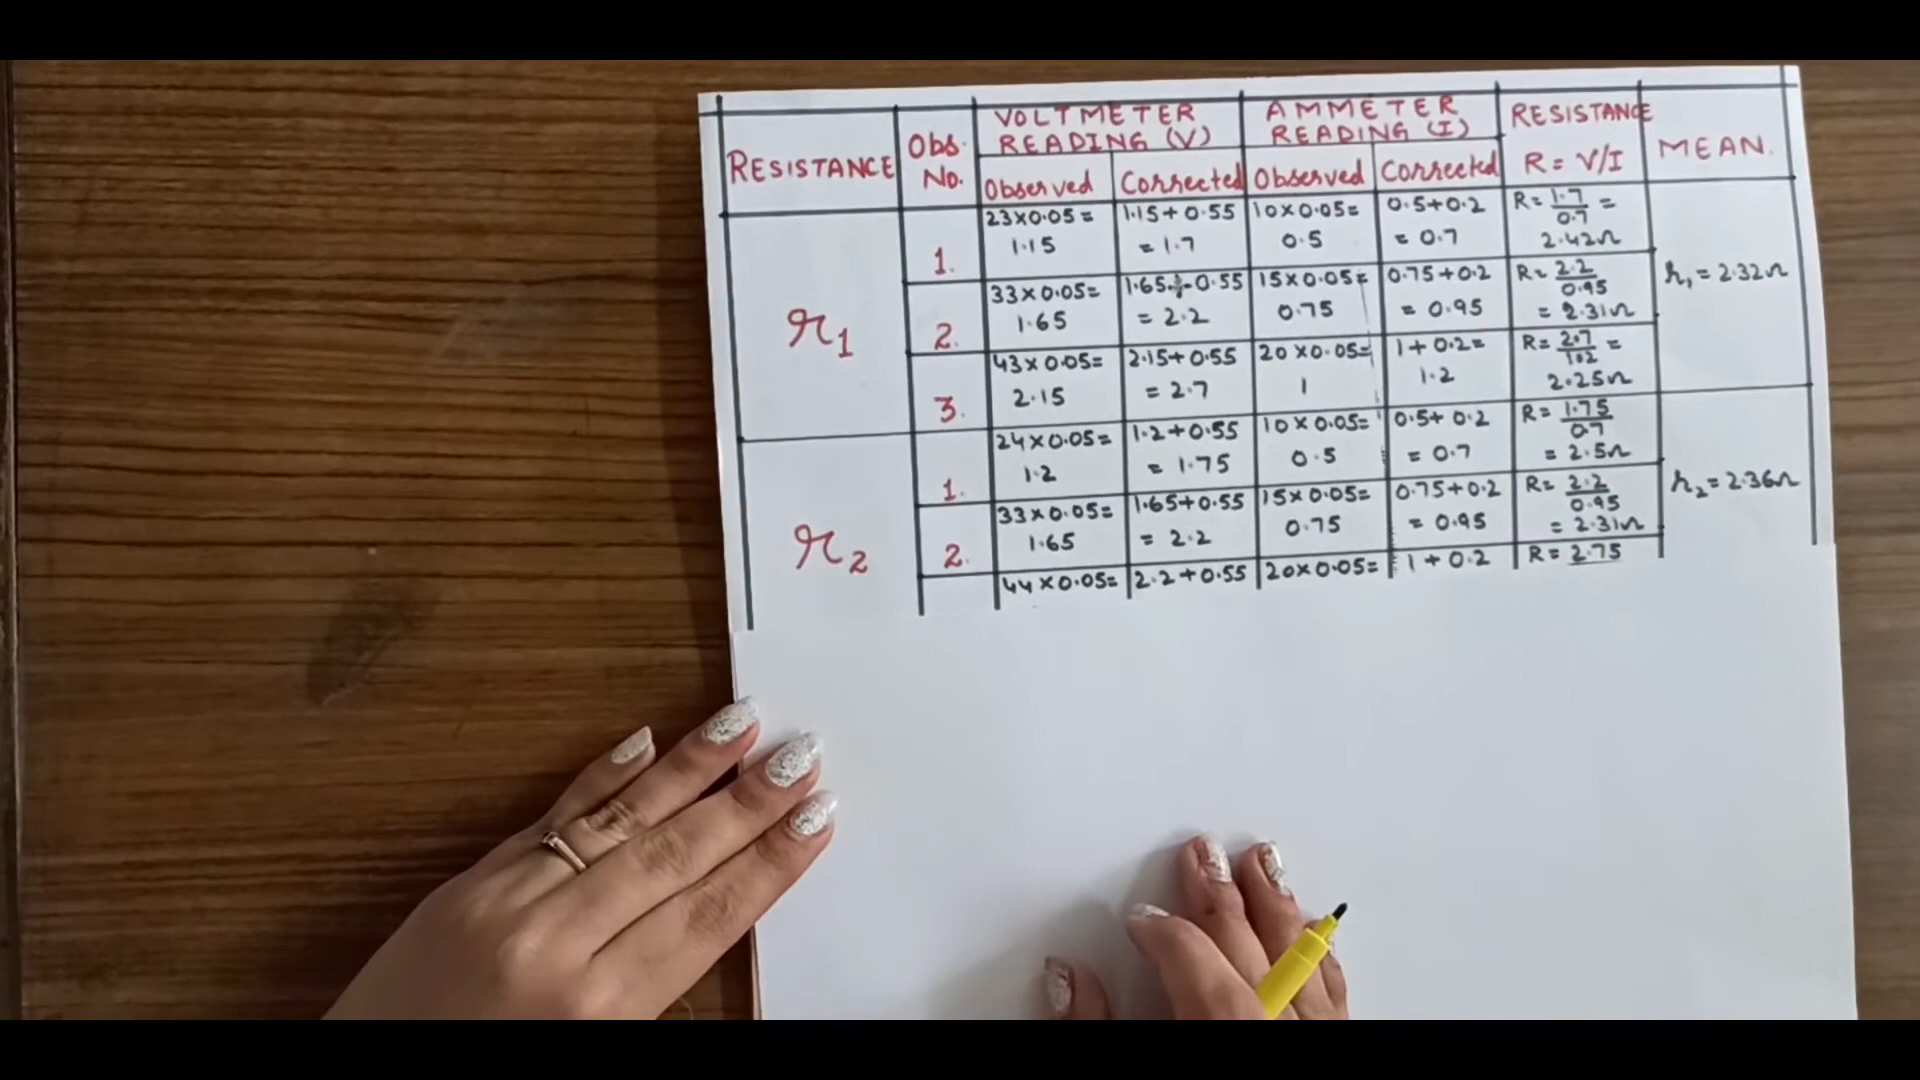 RESISTANCE
Obs.
No.
VOLTMETER
READING (V)
AMMETER
READING (I)
RESISTANCE
R = V/I
MEAN.
Observed
Corrected
Observed
Corrected
r1
1.
23×0.05=
1.15
1.15+0.55
= 1.7
10×0.05=
0.5
0.5+0.2
= 0.7
R= 1.7/0.7 =
2.42Ω
r1 = 2.32Ω
2.
33×0.05=
1.65
1.65+0.55
= 2.2
15×0.05=
0.75
0.75+0.2
= 0.95
R= 2.2/0.95
= 2.31Ω
3.
43×0.05=
2.15
2.15+0.55
= 2.7
20×0.05=
1
1+0.2=
1.2
R= 2.7/1.2 =
2.25Ω
r2
1.
24×0.05=
1.2
1.2+0.55
= 1.75
10×0.05=
0.5
0.5+0.2
= 0.7
R= 1.75/0.7
= 2.5Ω
r2 = 2.36Ω
2.
33×0.05=
1.65
1.65+0.55
= 2.2
15×0.05=
0.75
0.75+0.2
= 0.95
R= 2.2/0.95
= 2.31Ω
44×0.05=
2.2+0.55
20×0.05=
1+0.2
R= 2.75